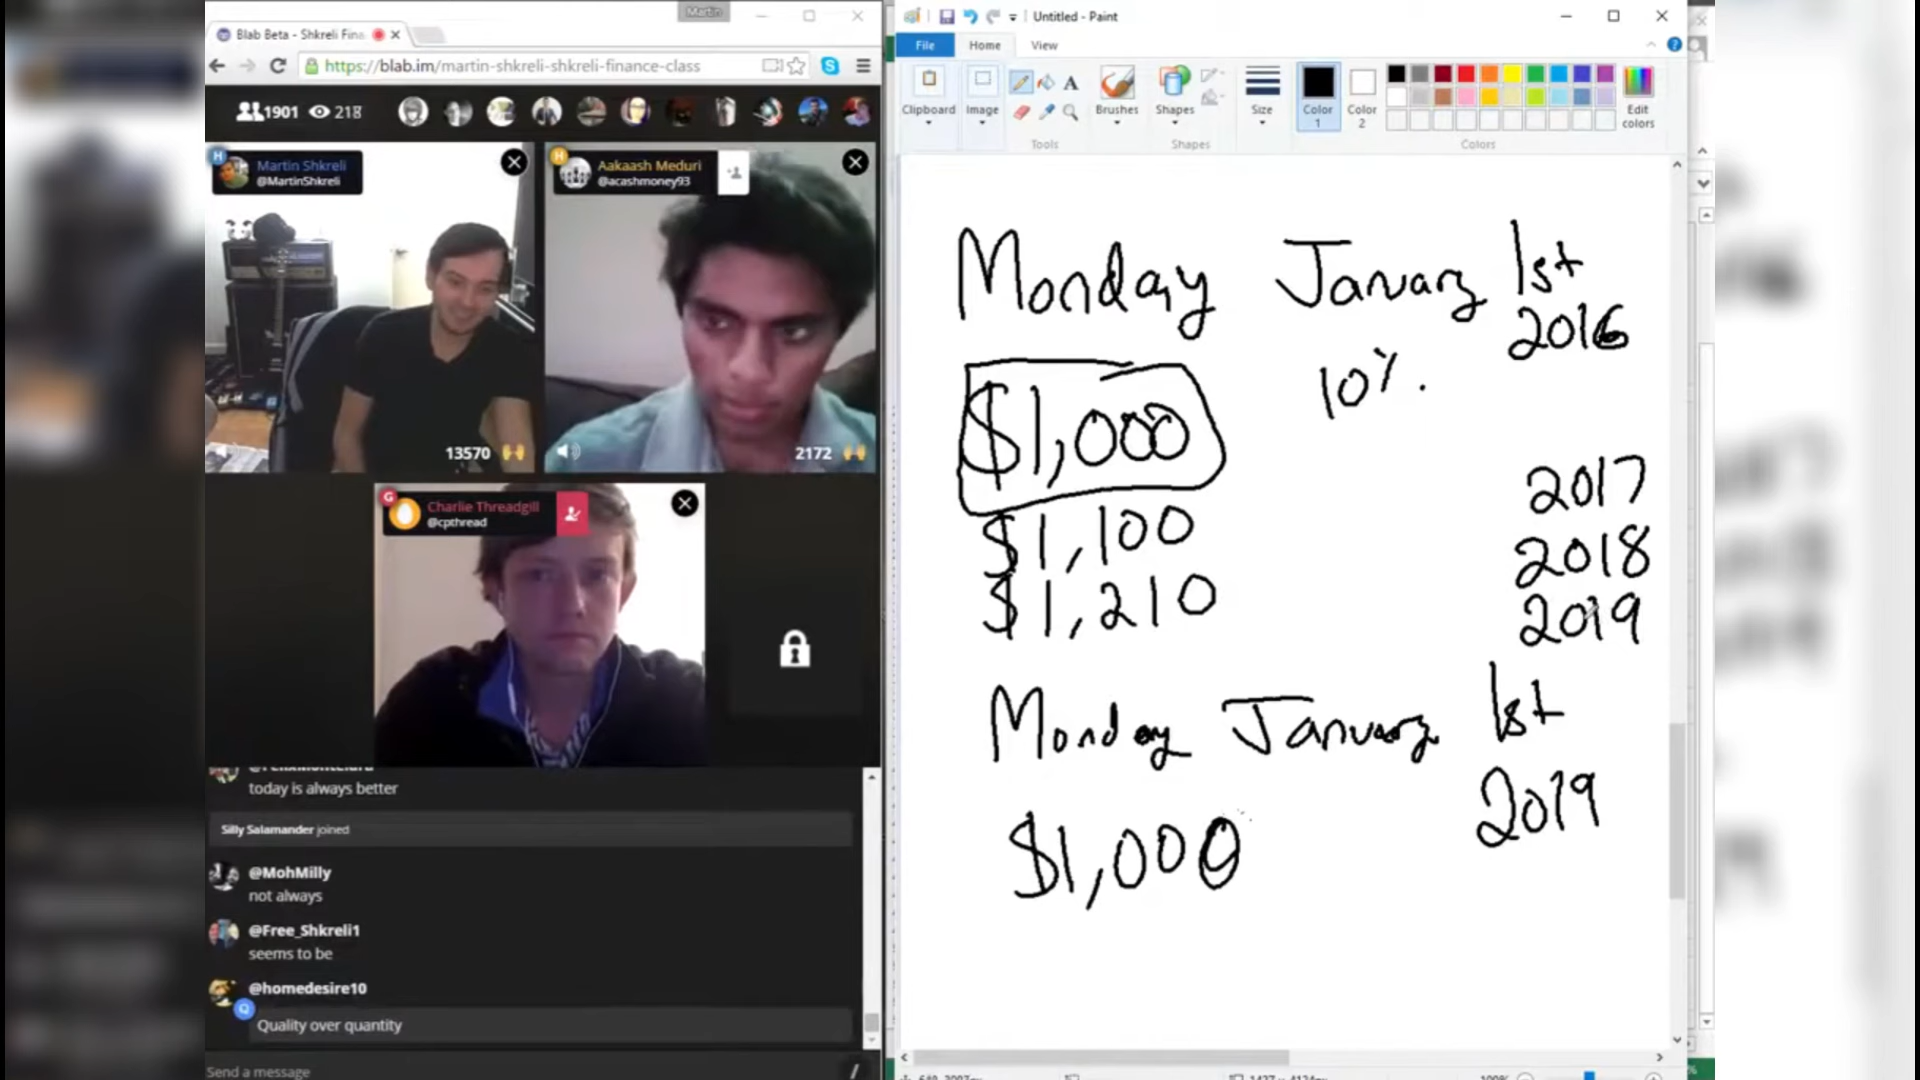 Martin
Blab Beta - Shkreli Fina
https://blab.im/martin-shkreli-shkreli-finance-class
1901 218
Martin Shkreli
@MartinShkreli
13570
Aakaash Meduri
@acashmoney93
2172
Charlie Threadgill
@cpthread
today is always better
Silly Salamander joined
@MohMilly
not always
@Free_Shkreli1
seems to be
@homedesire10
Quality over quantity
Send a message /
Untitled - Paint
File Home View
Clipboard Image Tools Brushes Shapes Shapes Size Color 1 Color 2 Edit colors Colors
Monday January 1st
2016
10%.
$1,000
2017
$1,100
2018
$1,210
2019
Monday January 1st
2019
$1,000